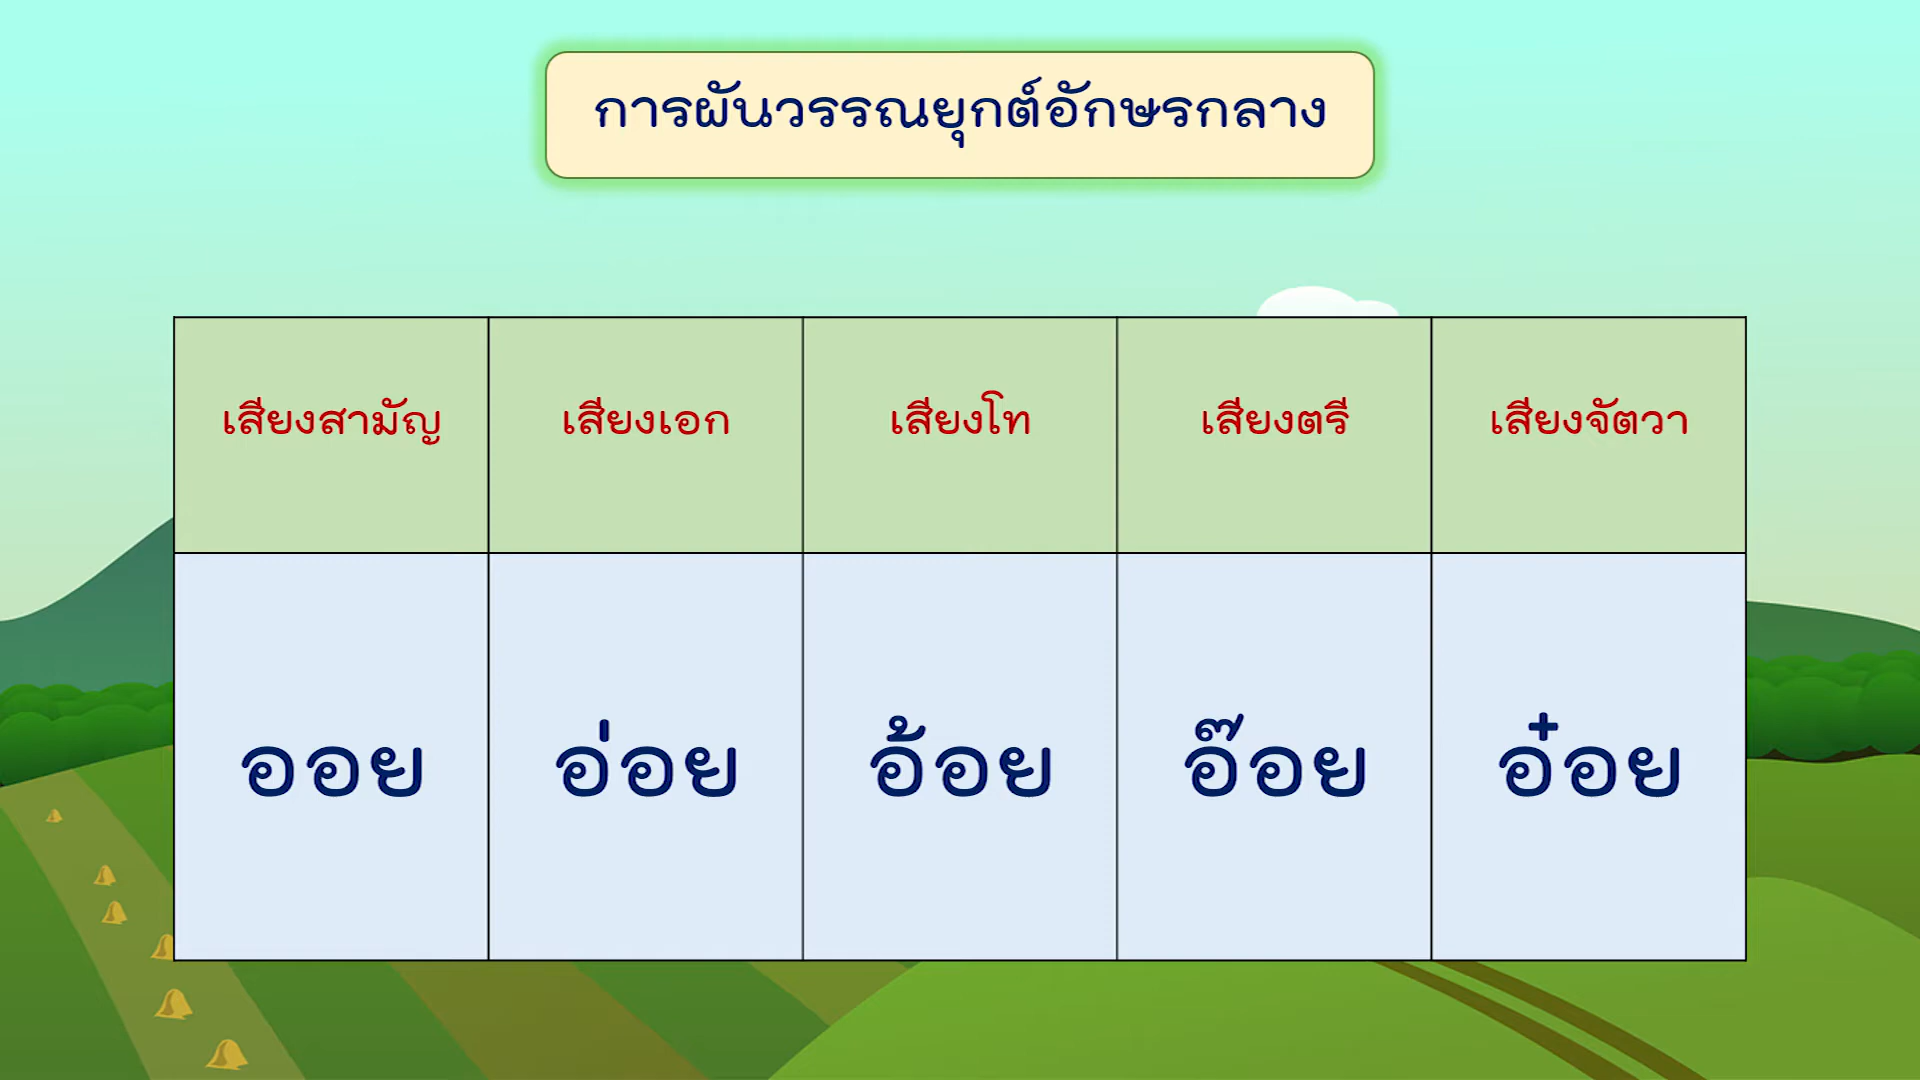 การผันวรรณยุกต์อักษรกลาง
เสียงสามัญ เสียงเอก เสียงโท เสียงตรี เสียงจัตวา
ออย อ่อย อ้อย อ๊อย อ๋อย